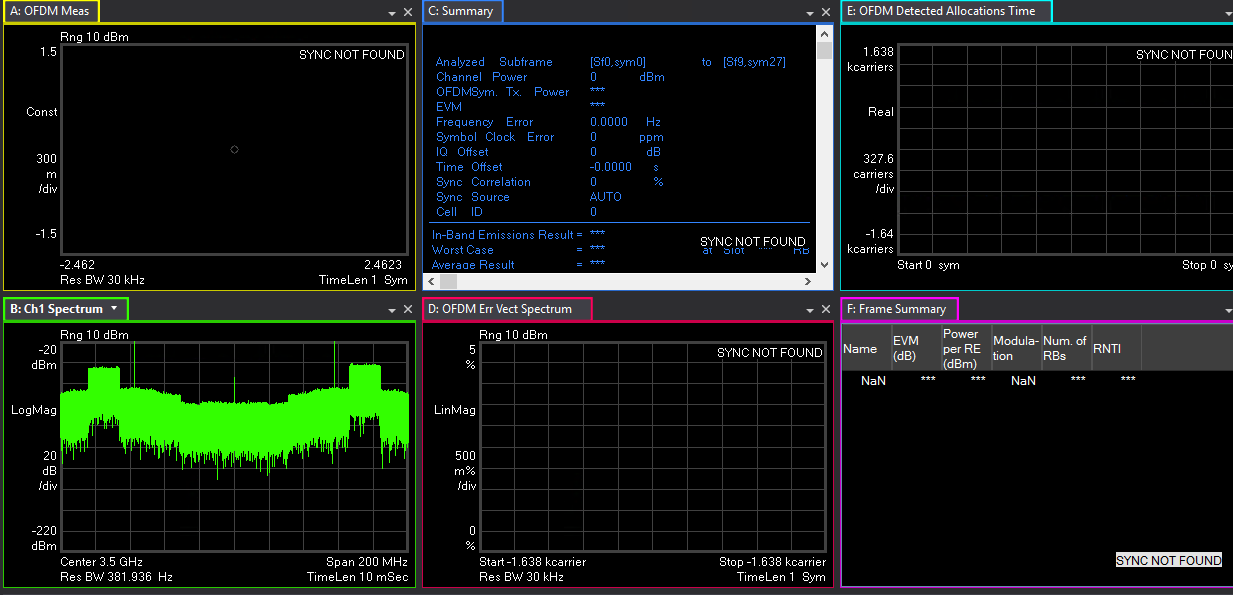 A: OFDM Meas
Rng 10 dBm
1.5
SYNC NOT FOUND
Const
300
m
/div
-1.5
-2.462
2.4623
Res BW 30 kHz
TimeLen 1 Sym
C: Summary
Analyzed Subframe [Sf0,sym0] to [Sf9,sym27]
Channel Power 0 dBm
OFDMSym. Tx. Power ***
EVM ***
Frequency Error 0.0000 Hz
Symbol Clock Error 0 ppm
IQ Offset 0 dB
Time Offset -0.0000 s
Sync Correlation 0 %
Sync Source AUTO
Cell ID 0
In-Band Emissions Result = ***
SYNC NOT FOUND
Worst Case = *** at Slot *** RB
Average Result = ***
E: OFDM Detected Allocations Time
1.638
kcarriers
SYNC NOT FOUN
Real
327.6
carriers
/div
-1.64
kcarriers
Start 0 sym
Stop 0 sy
B: Ch1 Spectrum
Rng 10 dBm
-20
dBm
LogMag
20
dB
/div
-220
dBm
Center 3.5 GHz
Span 200 MHz
Res BW 381.936 Hz
TimeLen 10 mSec
D: OFDM Err Vect Spectrum
Rng 10 dBm
5
%
SYNC NOT FOUND
LinMag
500
m%
/div
0
%
Start -1.638 kcarrier
Stop -1.638 kcarrier
Res BW 30 kHz
TimeLen 1 Sym
F: Frame Summary
Name EVM (dB) Power per RE (dBm) Modula-tion Num. of RBs RNTI
NaN *** *** NaN *** ***
SYNC NOT FOUND